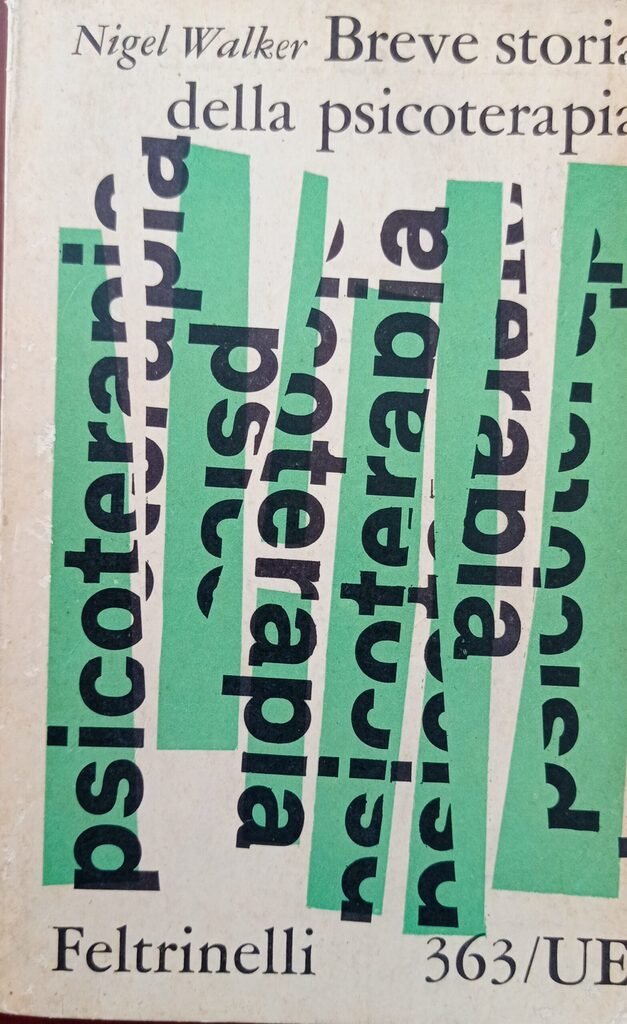 Nigel Walker Breve storia
della psicoterapia
psicoterapia
psicoterapia
psicoterapia
Feltrinelli 363/UE